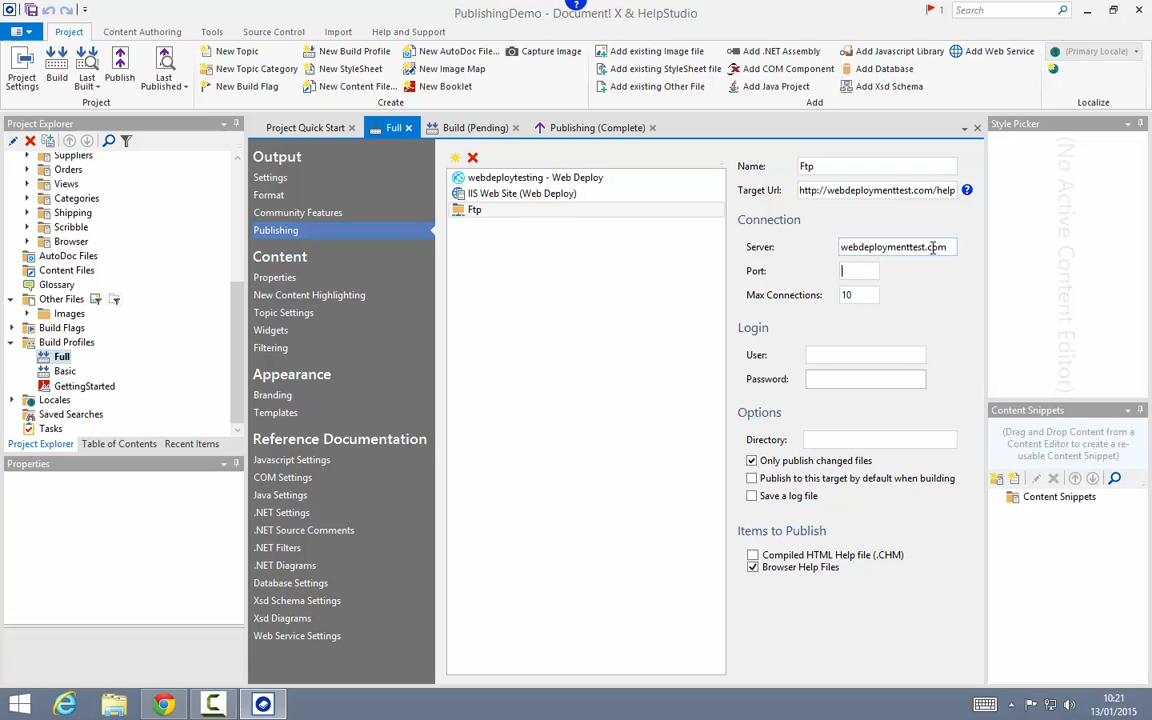 PublishingDemo - Document! X & HelpStudio
1
Search
Project
Content Authoring
Tools
Source Control
Import
Help and Support
Project Settings
Build
Last Built
Publish
Last Published
New Topic
New Topic Category
New Build Flag
New Build Profile
New StyleSheet
New Content File...
New AutoDoc File...
New Image Map
New Booklet
Capture Image
Add existing Image file
Add existing StyleSheet file
Add existing Other File
Add .NET Assembly
Add COM Component
Add Java Project
Add Javascript Library
Add Database
Add Xsd Schema
Add Web Service
(Primary Locale)
Project
Create
Add
Localize
Project Explorer
Suppliers
Orders
Views
Categories
Shipping
Scribble
Browser
AutoDoc Files
Content Files
Glossary
Other Files
Images
Build Flags
Build Profiles
Full
Basic
GettingStarted
Locales
Saved Searches
Tasks
Project Explorer
Table of Contents
Recent Items
Properties
Project Quick Start
Full
Build (Pending)
Publishing (Complete)
Output
Settings
Format
Community Features
Publishing
Content
Properties
New Content Highlighting
Topic Settings
Widgets
Filtering
Appearance
Branding
Templates
Reference Documentation
Javascript Settings
COM Settings
Java Settings
.NET Settings
.NET Source Comments
.NET Filters
.NET Diagrams
Database Settings
Xsd Schema Settings
Xsd Diagrams
Web Service Settings
webdeploytesting - Web Deploy
IIS Web Site (Web Deploy)
Ftp
Name: Ftp
Target Url: http://webdeploymenttest.com/help
Connection
Server: webdeploymenttest.com
Port:
Max Connections: 10
Login
User:
Password:
Options
Directory:
Only publish changed files
Publish to this target by default when building
Save a log file
Items to Publish
Compiled HTML Help file (.CHM)
Browser Help Files
Style Picker
(No Active Content Editor)
Content Snippets
(Drag and Drop Content from a
Content Editor to create a re-
usable Content Snippet)
Content Snippets
10:21
13/01/2015